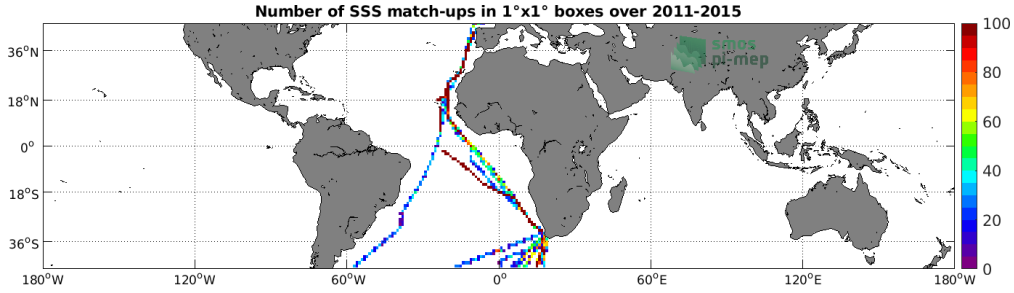 Number of SSS match-ups in 1°x1° boxes over 2011-2015
smos
pi-mep
36°N
18°N
0°
18°S
36°S
180°W
120°W
60°W
0°
60°E
120°E
180°W
100
80
60
40
20
0